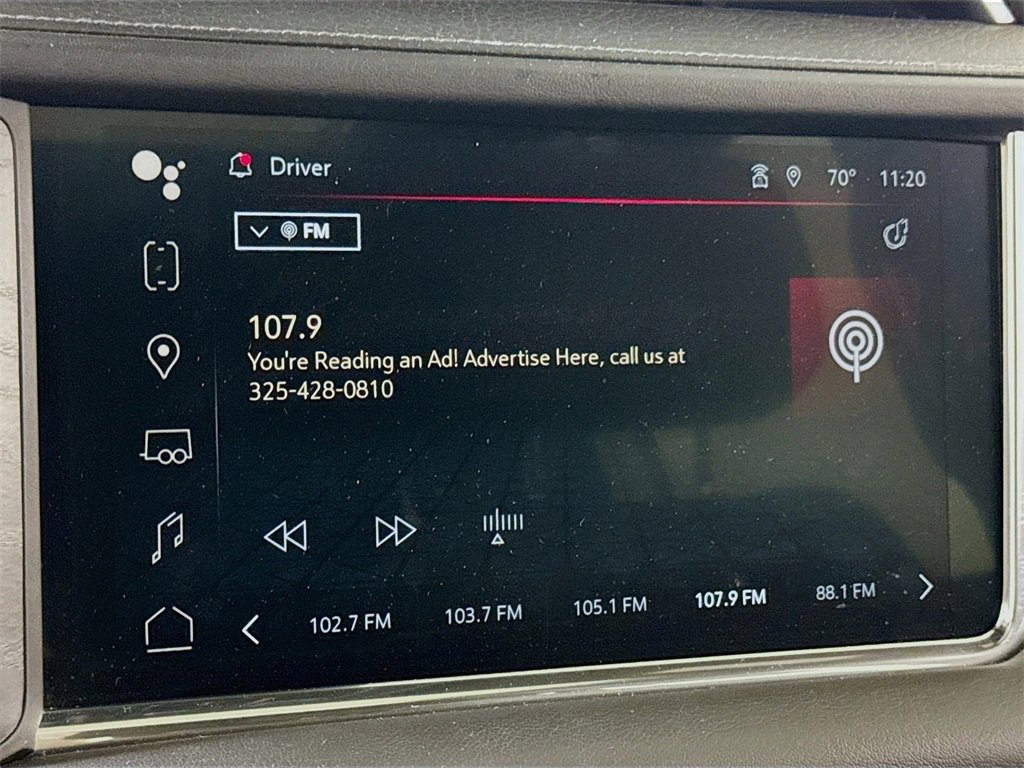 Driver
70° 11:20
FM
107.9
You're Reading an Ad! Advertise Here, call us at
325-428-0810
102.7 FM 103.7 FM 105.1 FM 107.9 FM 88.1 FM